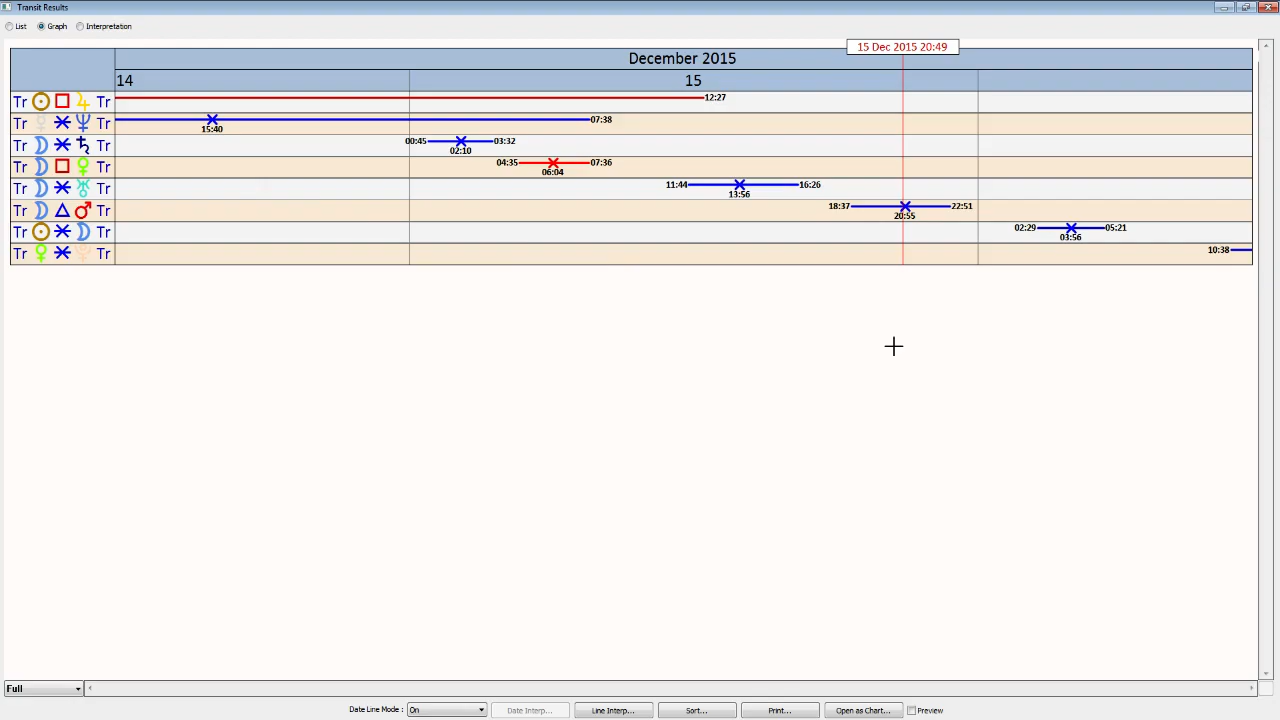 Transit Results
List Graph Interpretation
15 Dec 2015 20:49
December 2015
14 15
Tr Tr 12:27
Tr Tr 15:40 07:38
Tr Tr 00:45 02:10 03:32
Tr Tr 04:35 06:04 07:36
Tr Tr 11:44 13:56 16:26
Tr Tr 18:37 20:55 22:51
Tr Tr 02:29 03:56 05:21
Tr Tr 10:38
Full
Date Line Mode : On Date Interp... Line Interp... Sort... Print... Open as Chart... Preview